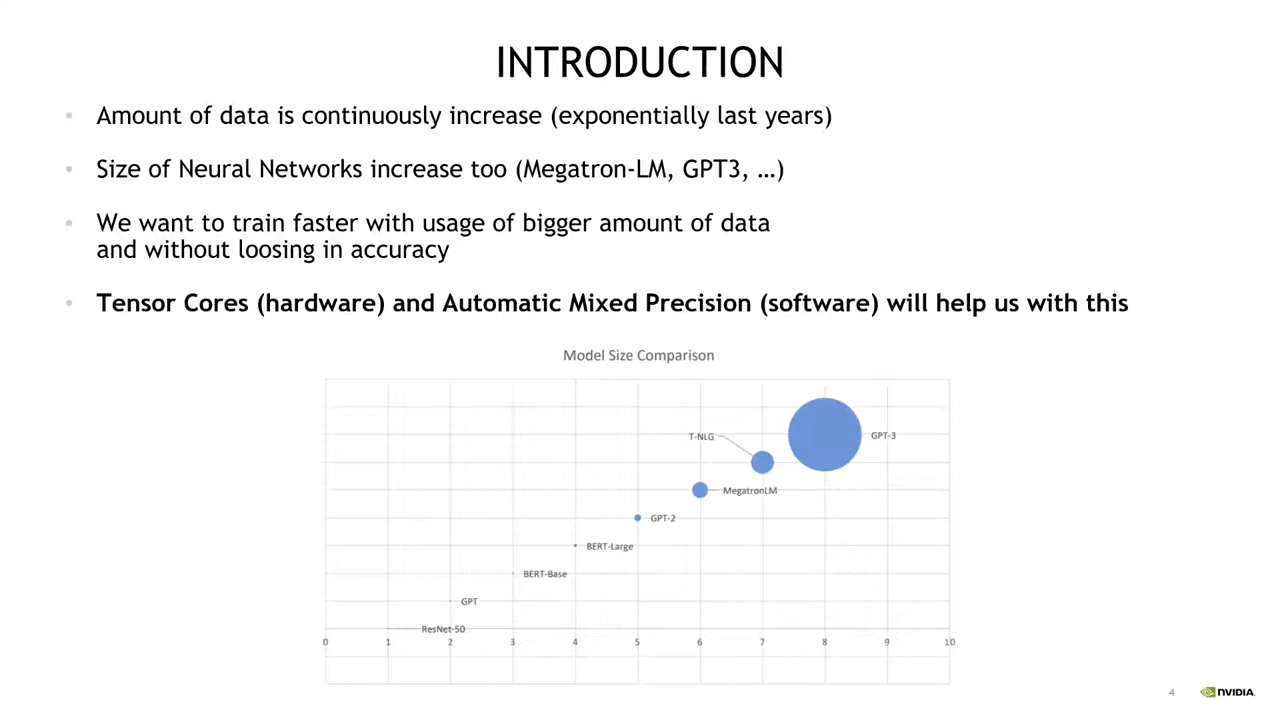 INTRODUCTION
• Amount of data is continuously increase (exponentially last years)
• Size of Neural Networks increase too (Megatron-LM, GPT3, …)
• We want to train faster with usage of bigger amount of data
and without loosing in accuracy
• Tensor Cores (hardware) and Automatic Mixed Precision (software) will help us with this
Model Size Comparison
T-NLG
GPT-3
MegatronLM
GPT-2
BERT-Large
BERT-Base
GPT
ResNet-50
0 1 2 3 4 5 6 7 8 9 10
4 NVIDIA.